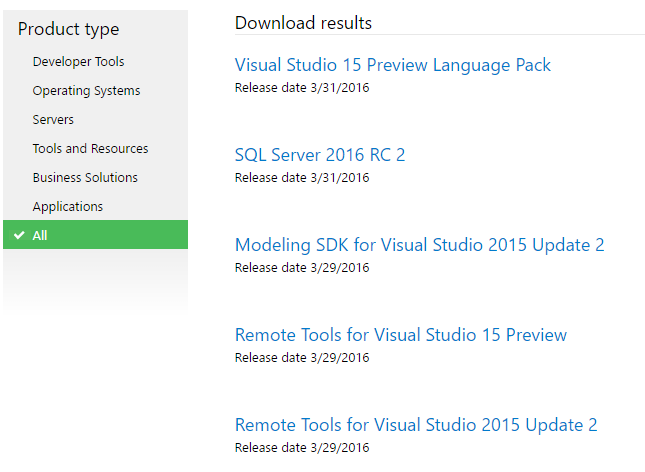 Product type
Developer Tools
Operating Systems
Servers
Tools and Resources
Business Solutions
Applications
All
Download results
Visual Studio 15 Preview Language Pack
Release date 3/31/2016
SQL Server 2016 RC 2
Release date 3/31/2016
Modeling SDK for Visual Studio 2015 Update 2
Release date 3/29/2016
Remote Tools for Visual Studio 15 Preview
Release date 3/29/2016
Remote Tools for Visual Studio 2015 Update 2
Release date 3/29/2016